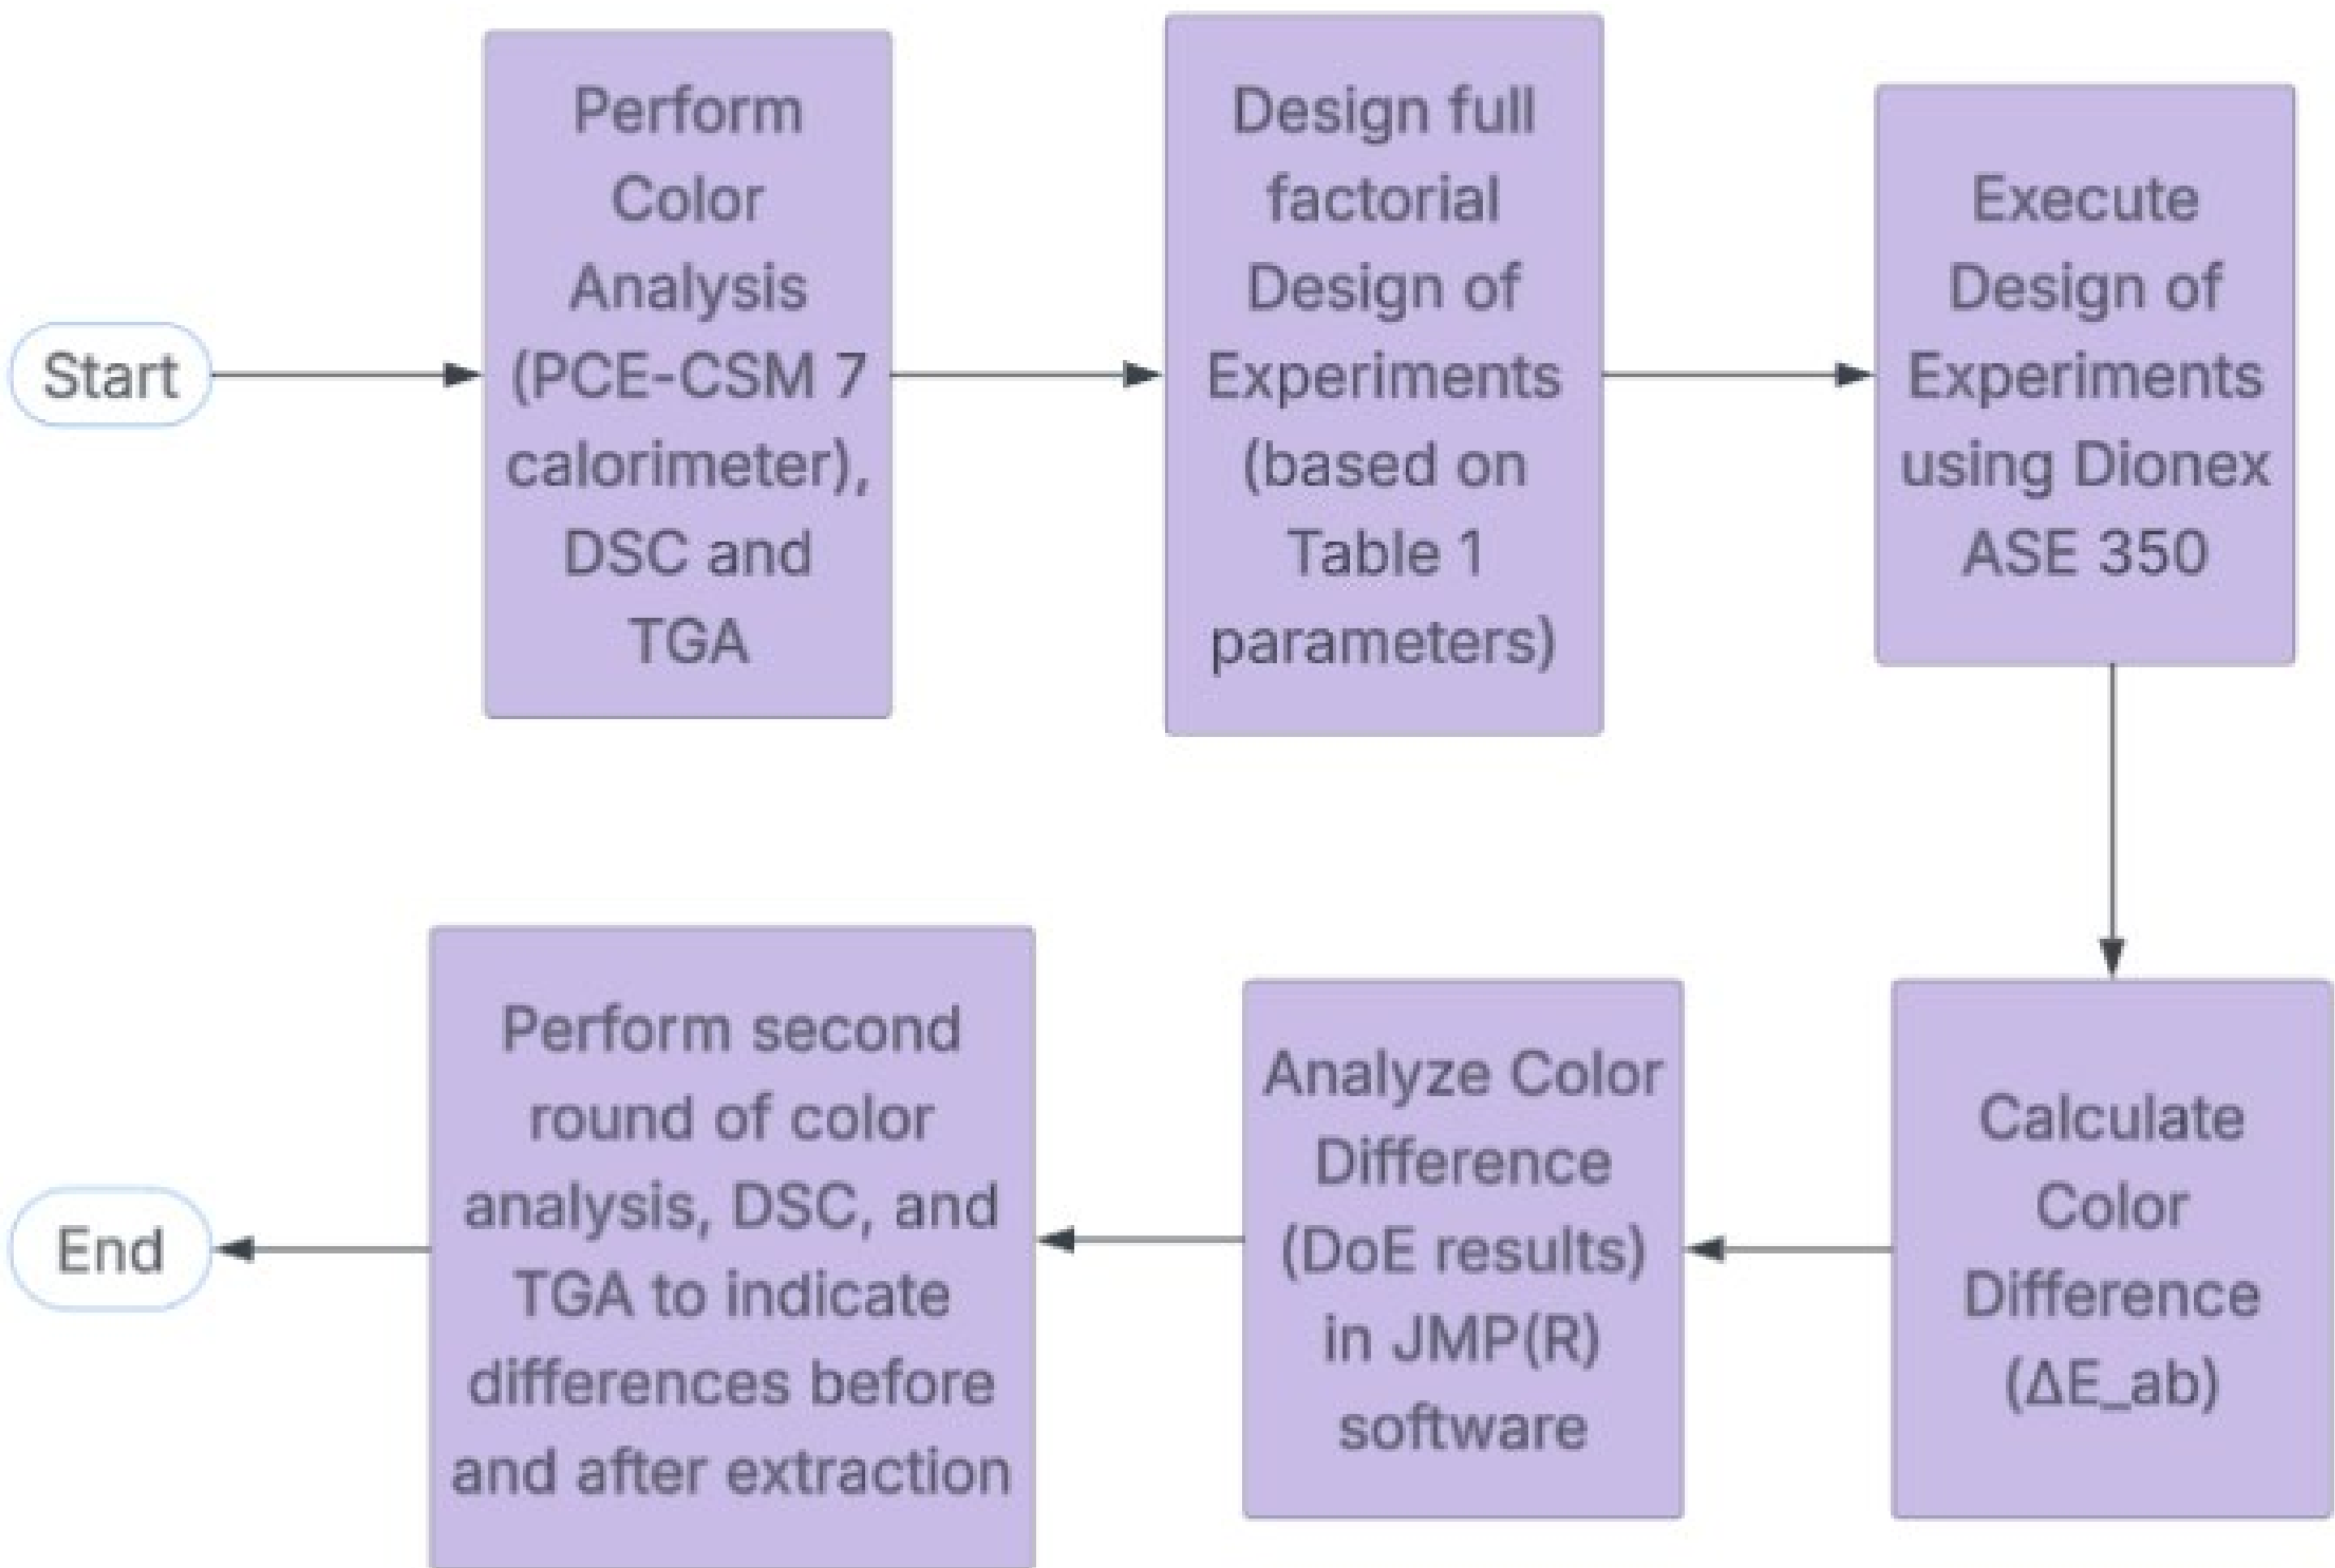 Start
Perform
Color
Analysis
(PCE-CSM 7
calorimeter),
DSC and
TGA
Design full
factorial
Design of
Experiments
(based on
Table 1
parameters)
Execute
Design of
Experiments
using Dionex
ASE 350
Calculate
Color
Difference
(ΔE_ab)
Analyze Color
Difference
(DoE results)
in JMP(R)
software
Perform second
round of color
analysis, DSC, and
TGA to indicate
differences before
and after extraction
End